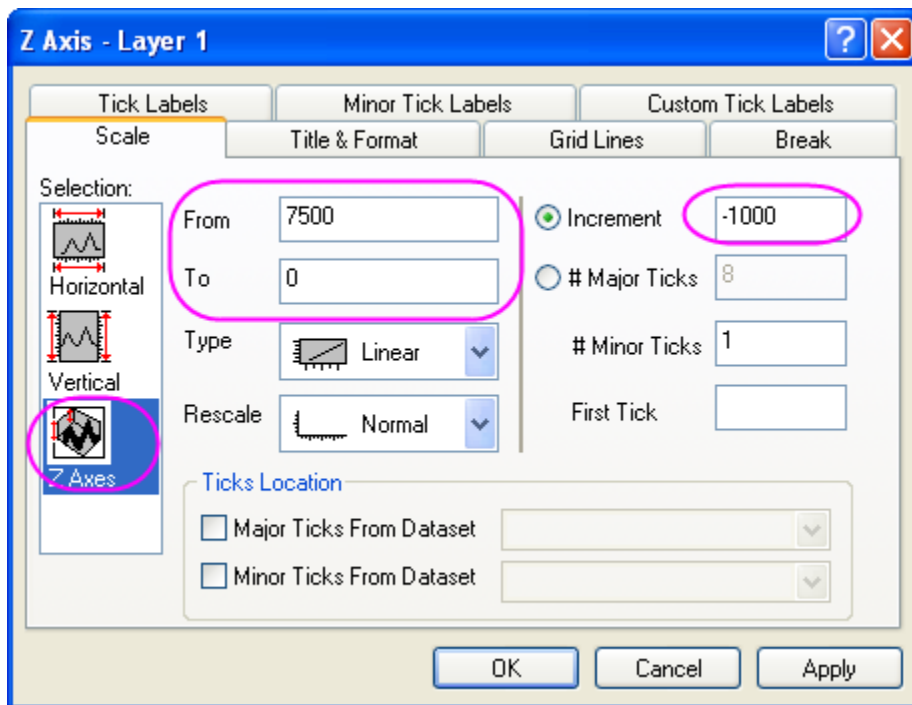 Z Axis - Layer 1
Tick Labels
Minor Tick Labels
Custom Tick Labels
Scale
Title & Format
Grid Lines
Break
Selection:
Horizontal
Vertical
Z Axes
From 7500
To 0
Type Linear
Rescale Normal
Increment -1000
# Major Ticks 8
# Minor Ticks 1
First Tick
Ticks Location
Major Ticks From Dataset
Minor Ticks From Dataset
OK
Cancel
Apply